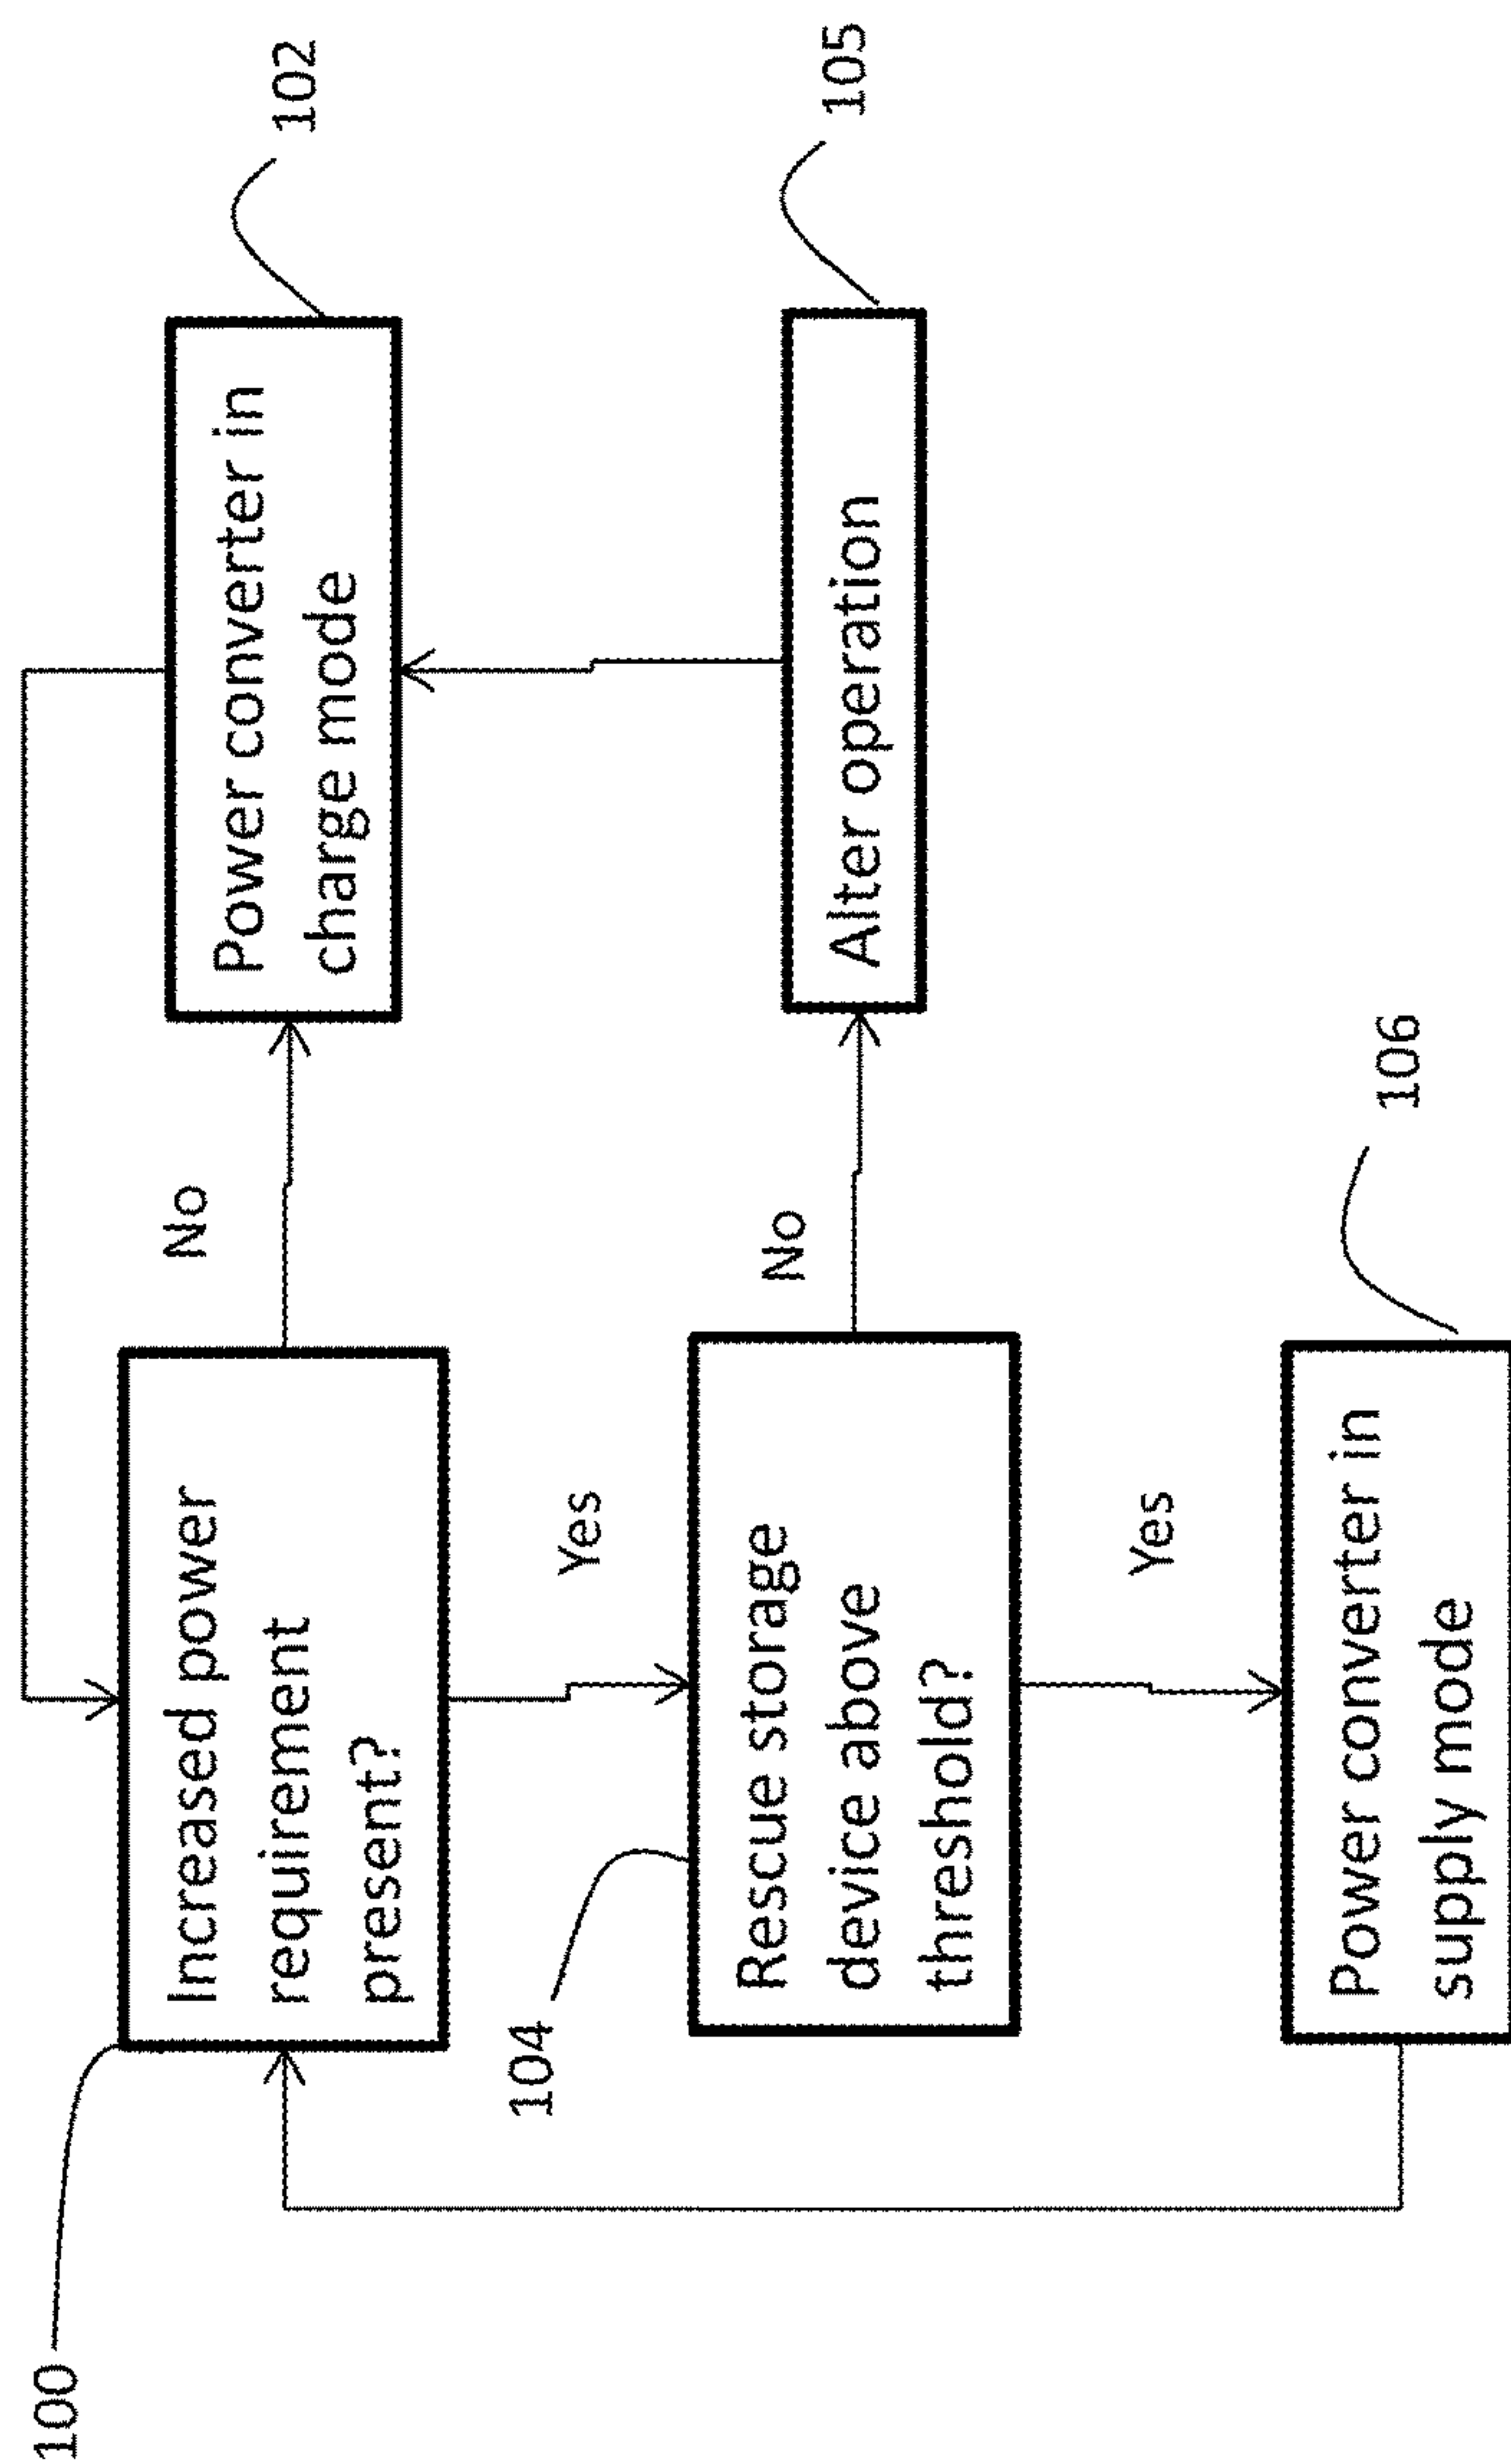 100
Increased power
requirement
present?
No
Power converter in
charge mode
102
Yes
104
Rescue storage
device above
threshold?
No
Alter operation
105
Yes
Power converter in
supply mode
106